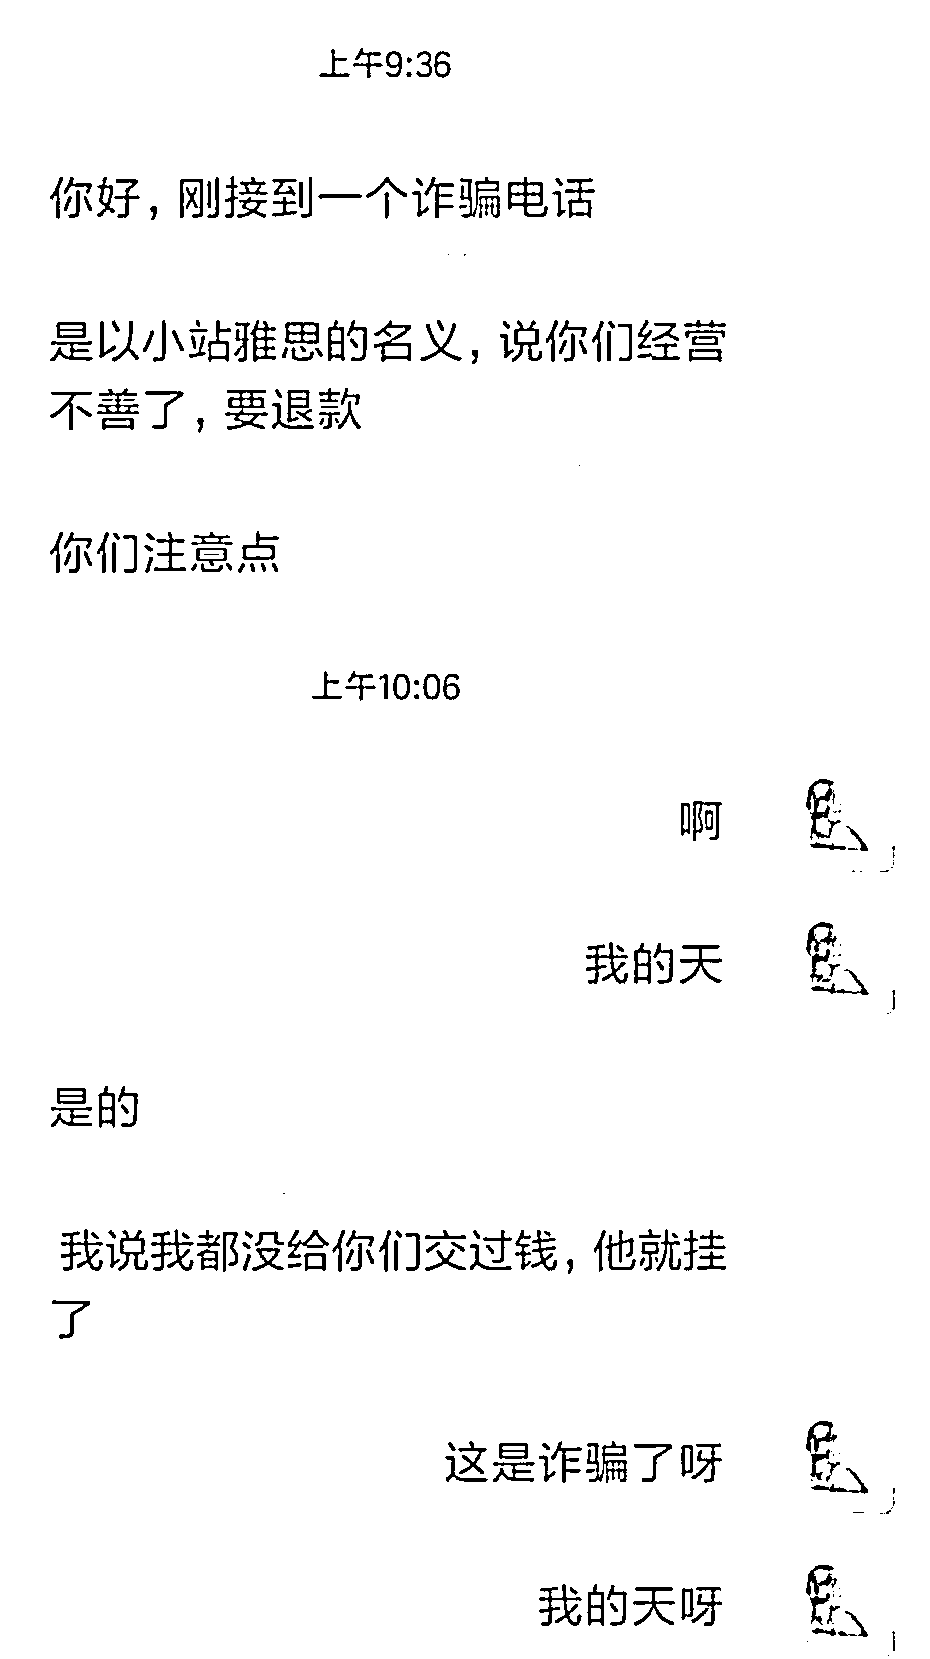 上午9:36
你好，刚接到一个诈骗电话
是以小站雅思的名义，说你们经营
不善了，要退款
你们注意点
上午10:06
啊
我的天
是的
我说我都没给你们交过钱，他就挂
了
这是诈骗了呀
我的天呀